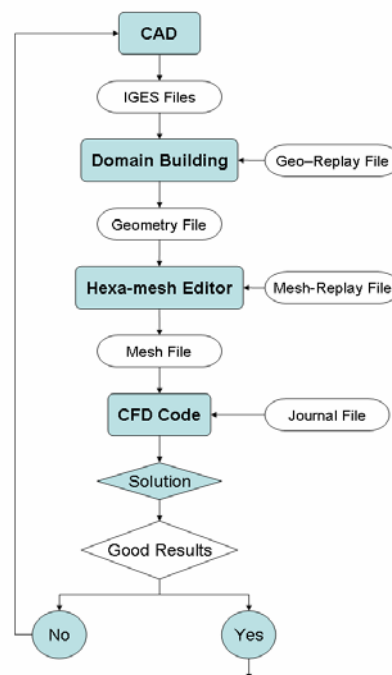 CAD
IGES Files
Domain Building
Geo–Replay File
Geometry File
Hexa-mesh Editor
Mesh-Replay File
Mesh File
CFD Code
Journal File
Solution
Good Results
No
Yes